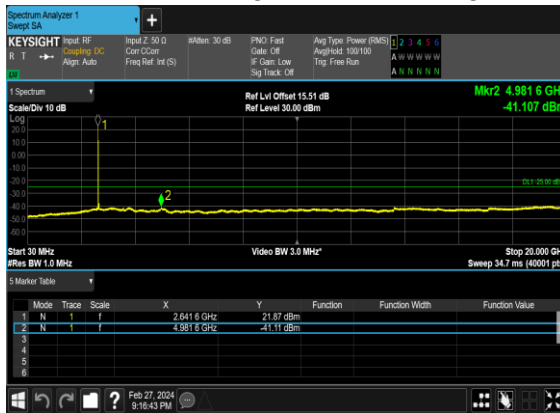 Spectrum Analyzer 1
Swept SA
+
KEYSIGHT Input: RF Input Z: 50 Ω #Atten: 30 dB PNO: Fast Avg Type: Power (RMS) 1 2 3 4 5 6
R T Coupling: DC Corr CCorr Gate: Off Avg|Hold: 100/100 A W W W W W
Align: Auto Freq Ref: Int (S) IF Gain: Low Trig: Free Run
LXI Sig Track: Off A N N N N N
1 Spectrum Ref Lvl Offset 15.51 dB Mkr2 4.981 6 GH
Scale/Div 10 dB Ref Level 30.00 dBm -41.107 dBr
Log
20.0
10.0
0.00
-10.0
-20.0
-30.0
-40.0
-50.0
-60.0
1
2
Start 30 MHz Video BW 3.0 MHz* Stop 20.000 GH
#Res BW 1.0 MHz Sweep 34.7 ms (40001 pt
5 Marker Table
Mode Trace Scale X Y Function Function Width Function Value
1 N 1 f 2.641 6 GHz 21.87 dBm
2 N 1 f 4.981 6 GHz -41.11 dBm
3
4
5
6
? Feb 27, 2024
9:16:43 PM